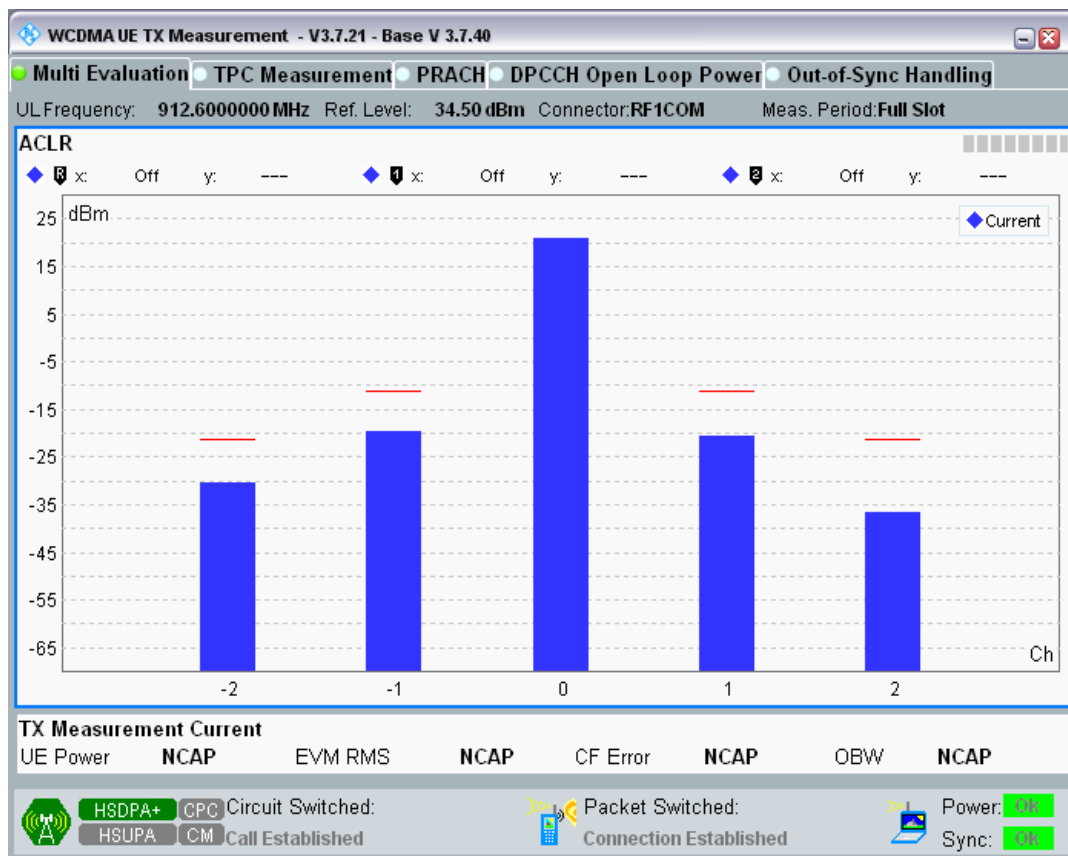 WCDMA UE TX Measurement - V3.7.21 - Base V 3.7.40
Multi Evaluation TPC Measurement PRACH DPCCH Open Loop Power Out-of-Sync Handling
UL Frequency: 912.6000000 MHz Ref. Level: 34.50 dBm Connector:RF1COM Meas. Period:Full Slot
ACLR
R x: Off y: --- 1 x: Off y: --- 2 x: Off y: ---
dBm
Current
25
15
5
-5
-15
-25
-35
-45
-55
-65
Ch
-2 -1 0 1 2
TX Measurement Current
UE Power NCAP EVM RMS NCAP CF Error NCAP OBW NCAP
HSDPA+ CPC Circuit Switched: Packet Switched: Power: OK
HSUPA CM Call Established Connection Established Sync: OK